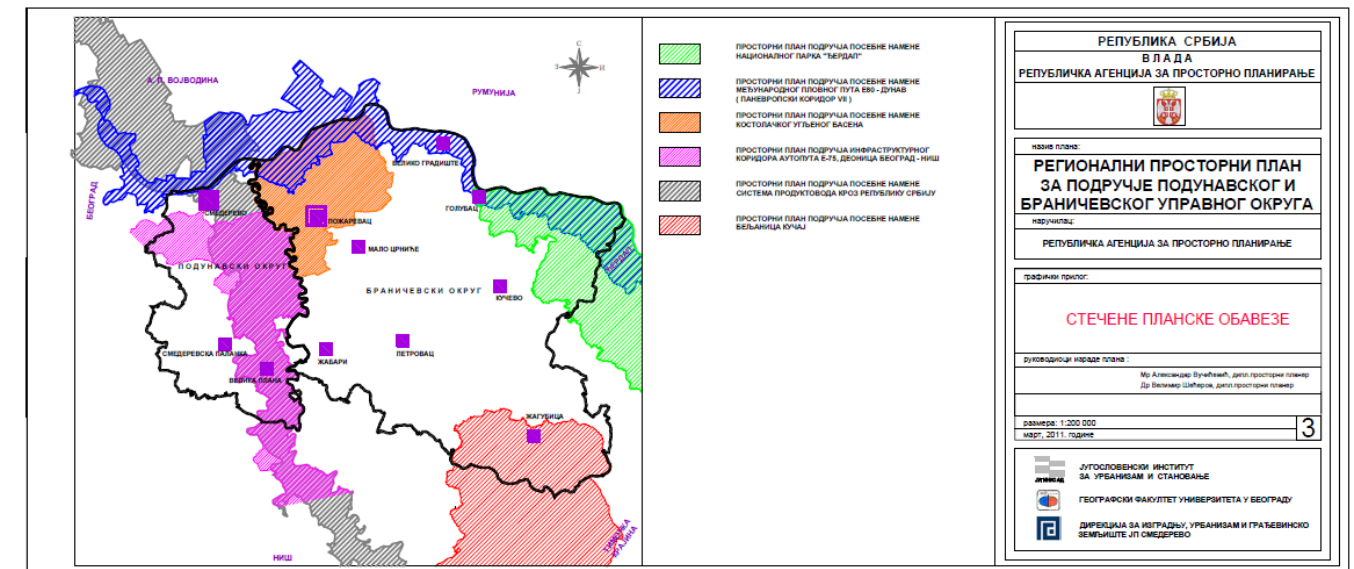 А. П. ВОЈВОДИНА
РУМУНИЈА
С
З
И
Ј
БЕОГРАД
ВЕЛИКО ГРАДИШТЕ
СМЕДЕРЕВО
ПОЖАРЕВАЦ
ГОЛУБАЦ
МАЛО ЦРНИЋЕ
ЂЕРДАП
ПОДУНАВСКИ ОКРУГ
БРАНИЧЕВСКИ ОКРУГ
КУЧЕВО
СМЕДЕРЕВСКА ПАЛАНКА
ЖАБАРИ
ПЕТРОВАЦ
ВЕЛИКА ПЛАНА
ЖАГУБИЦА
ТИМОЧКА
КРАЈИНА
НИШ
ПРОСТОРНИ ПЛАН ПОДРУЧЈА ПОСЕБНЕ НАМЕНЕ
НАЦИОНАЛНОГ ПАРКА "ЂЕРДАП"
ПРОСТОРНИ ПЛАН ПОДРУЧЈА ПОСЕБНЕ НАМЕНЕ
МЕЂУНАРОДНОГ ПЛОВНОГ ПУТА Е80 - ДУНАВ
( ПАНЕВРОПСКИ КОРИДОР VII )
ПРОСТОРНИ ПЛАН ПОДРУЧЈА ПОСЕБНЕ НАМЕНЕ
КОСТОЛАЧКОГ УГЉЕНОГ БАСЕНА
ПРОСТОРНИ ПЛАН ПОДРУЧЈА ИНФРАСТРУКТУРНОГ
КОРИДОРА АУТОПУТА Е-75, ДЕОНИЦА БЕОГРАД - НИШ
ПРОСТОРНИ ПЛАН ПОДРУЧЈА ПОСЕБНЕ НАМЕНЕ
СИСТЕМА ПРОДУКТОВОДА КРОЗ РЕПУБЛИКУ СРБИЈУ
ПРОСТОРНИ ПЛАН ПОДРУЧЈА ПОСЕБНЕ НАМЕНЕ
БЕЉАНИЦА КУЧАЈ
РЕПУБЛИКА СРБИЈА
ВЛАДА
РЕПУБЛИЧКА АГЕНЦИЈА ЗА ПРОСТОРНО ПЛАНИРАЊЕ
назив плана:
РЕГИОНАЛНИ ПРОСТОРНИ ПЛАН
ЗА ПОДРУЧЈЕ ПОДУНАВСКОГ И
БРАНИЧЕВСКОГ УПРАВНОГ ОКРУГА
наручилац:
РЕПУБЛИЧКА АГЕНЦИЈА ЗА ПРОСТОРНО ПЛАНИРАЊЕ
графички прилог:
СТЕЧЕНЕ ПЛАНСКЕ ОБАВЕЗЕ
руководиоци израде плана :
Мр Александар Вучићевић, дипл.просторни планер
Др Велимир Шећеров, дипл.просторни планер
размера: 1:200 000
март, 2011. године
3
ЈУГОСЛОВЕНСКИ ИНСТИТУТ
ЗА УРБАНИЗАМ И СТАНОВАЊЕ
ГЕОГРАФСКИ ФАКУЛТЕТ УНИВЕРЗИТЕТА У БЕОГРАДУ
ДИРЕКЦИЈА ЗА ИЗГРАДЊУ, УРБАНИЗАМ И ГРАЂЕВИНСКО
ЗЕМЉИШТЕ ЈП СМЕДЕРЕВО